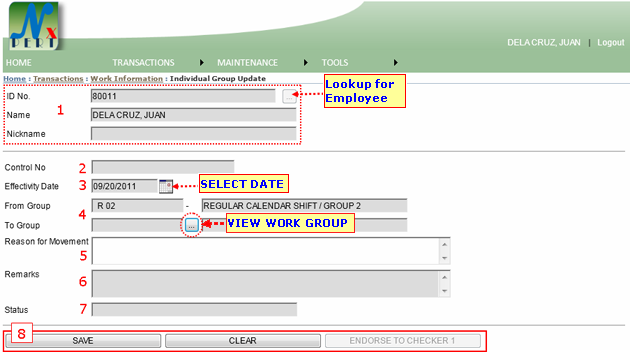 Nx
PERT
DELA CRUZ, JUAN | Logout
HOME TRANSACTIONS MAINTENANCE TOOLS
Home : Transactions : Work Information : Individual Group Update
ID No. 80011 ... Lookup for Employee
1
Name DELA CRUZ, JUAN
Nickname
Control No 2
Effectivity Date 3 09/20/2011 SELECT DATE
From Group R 02 - REGULAR CALENDAR SHIFT / GROUP 2
4
To Group ... VIEW WORK GROUP
Reason for Movement
5
Remarks 6
Status 7
8 SAVE CLEAR ENDORSE TO CHECKER 1